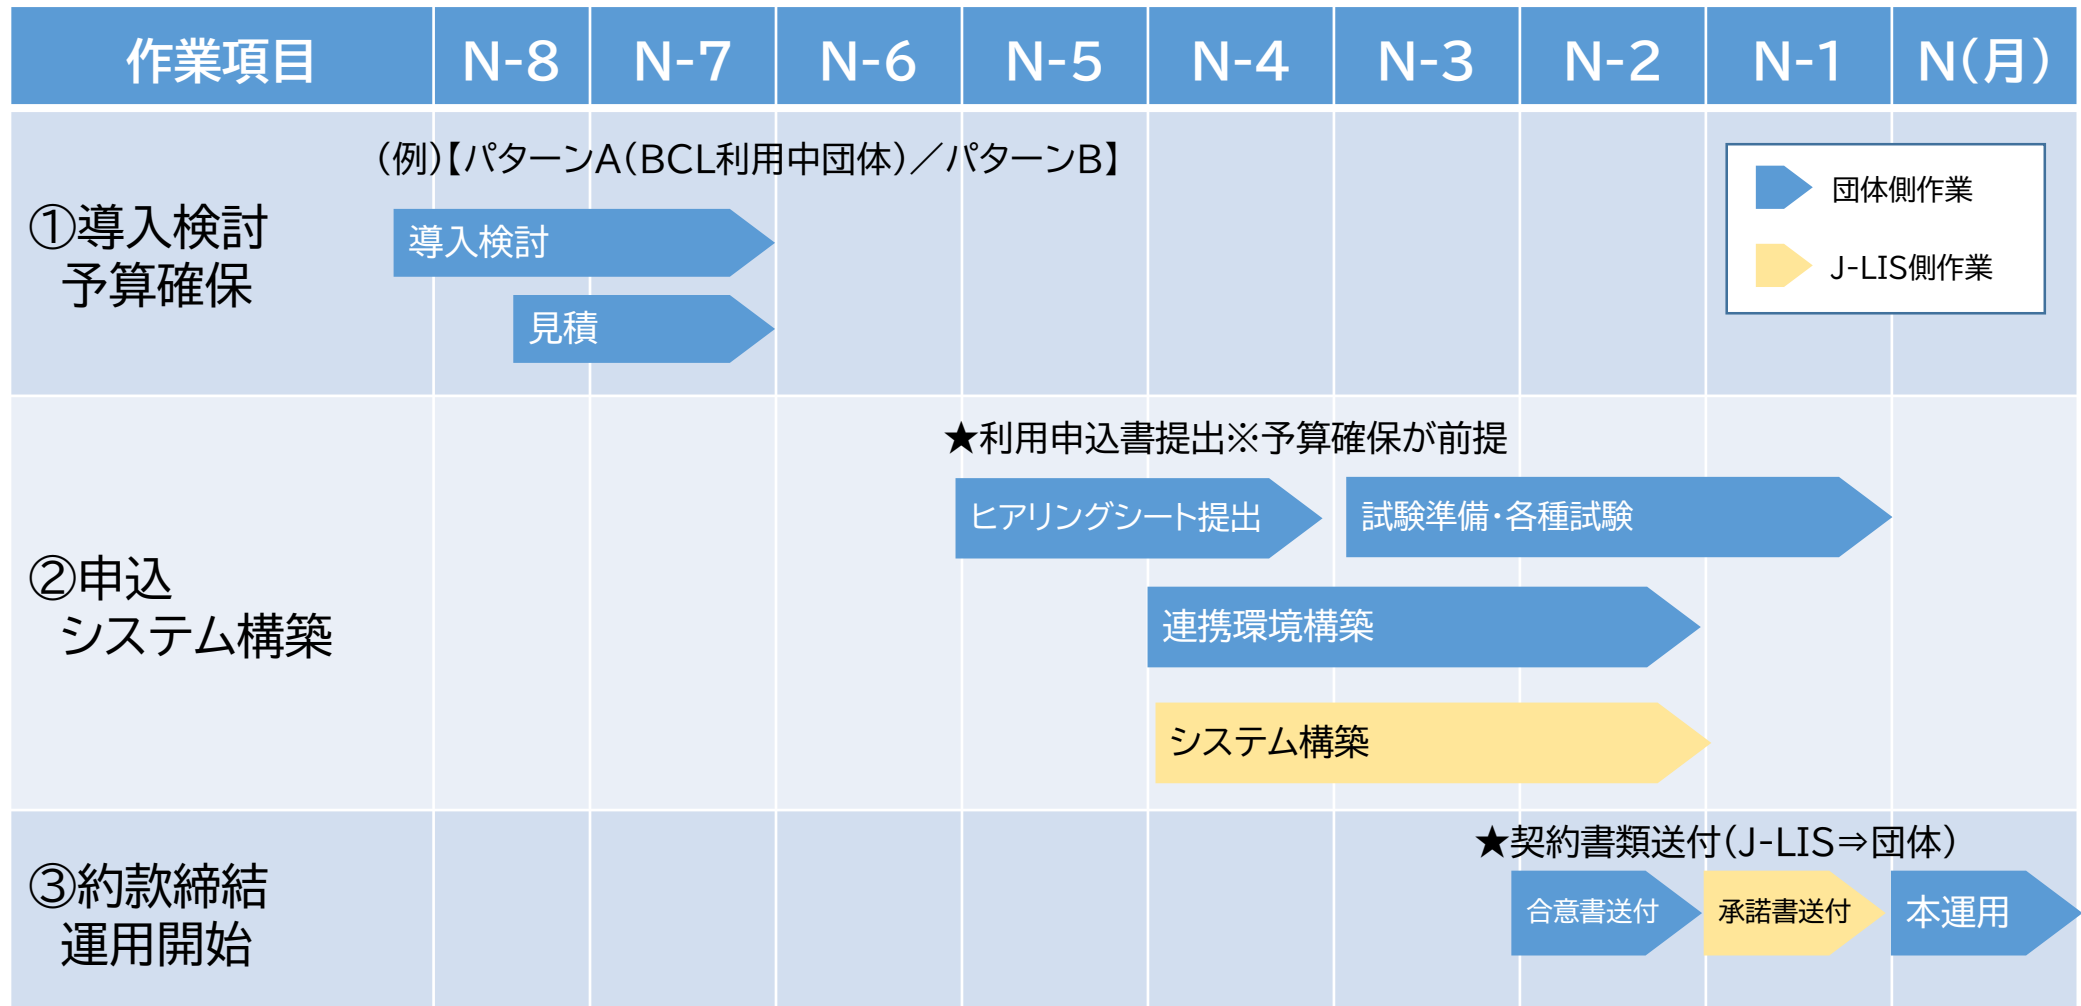 作業項目
N-8
N-7
N-6
N-5
N-4
N-3
N-2
N-1
N(月)
(例)【パターンA(BCL利用中団体)／パターンB】
団体側作業
J-LIS側作業
①導入検討
予算確保
導入検討
見積
★利用申込書提出※予算確保が前提
ヒアリングシート提出
試験準備・各種試験
②申込
システム構築
連携環境構築
システム構築
★契約書類送付(J-LIS⇒団体)
③約款締結
運用開始
合意書送付
承諾書送付
本運用